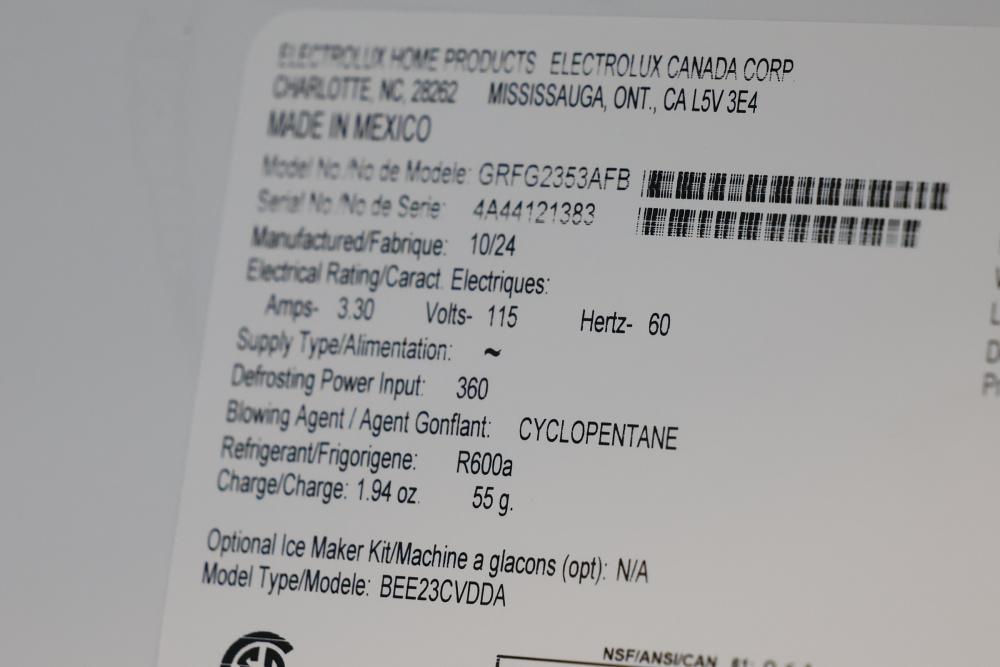 ELECTROLUX HOME PRODUCTS ELECTROLUX CANADA CORP.
CHARLOTTE, NC, 28262 MISSISSAUGA, ONT., CA L5V 3E4
MADE IN MEXICO
Model No./No de Modele: GRFG2353AFB
Serial No./No de Serie: 4A44121383
Manufactured/Fabrique: 10/24
Electrical Rating/Caract. Electriques:
Amps- 3.30 Volts- 115 Hertz- 60
Supply Type/Alimentation: ~
Defrosting Power Input: 360
Blowing Agent / Agent Gonflant: CYCLOPENTANE
Refrigerant/Frigorigene: R600a
Charge/Charge: 1.94 oz. 55 g.
Optional Ice Maker Kit/Machine a glacons (opt): N/A
Model Type/Modele: BEE23CVDDA
NSF/ANSI/CAN